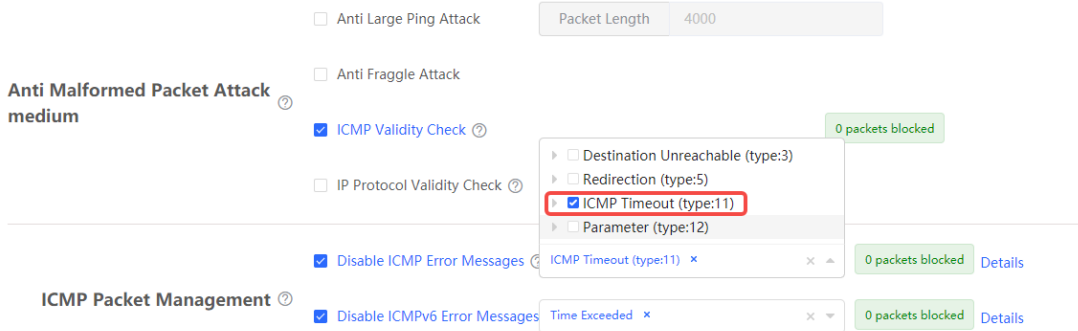 Anti Large Ping Attack
Packet Length
4000
Anti Fraggle Attack
Anti Malformed Packet Attack
medium
ICMP Validity Check
0 packets blocked
IP Protocol Validity Check
Destination Unreachable (type:3)
Redirection (type:5)
ICMP Timeout (type:11)
Parameter (type:12)
Disable ICMP Error Messages
ICMP Timeout (type:11) ×
0 packets blocked
Details
ICMP Packet Management
Disable ICMPv6 Error Messages
Time Exceeded ×
0 packets blocked
Details